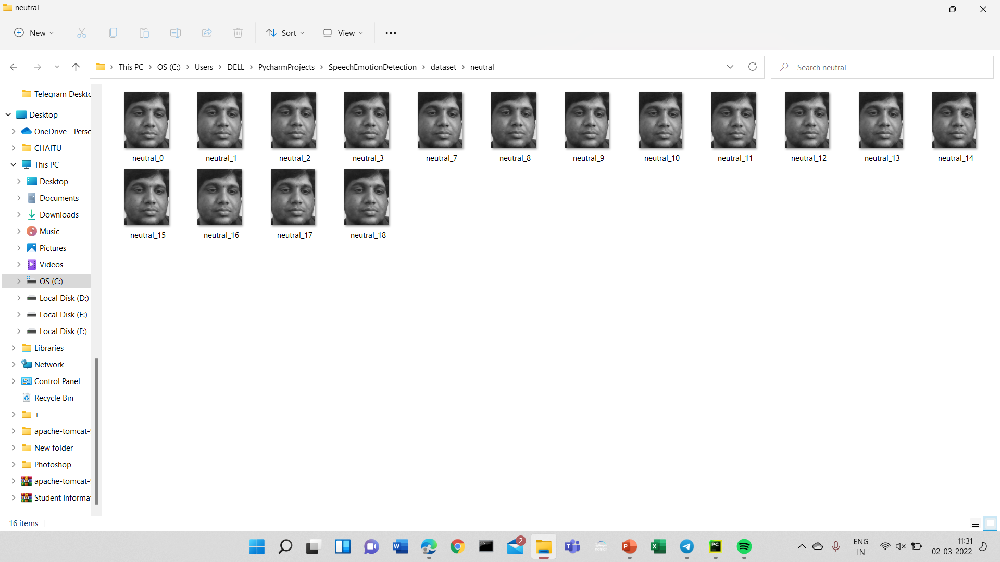 neutral
New
Sort
View
This PC > OS (C:) > Users > DELL > PycharmProjects > SpeechEmotionDetection > dataset > neutral
Search neutral
Telegram Deskto
Desktop
OneDrive - Perso
CHAITU
This PC
Desktop
Documents
Downloads
Music
Pictures
Videos
OS (C:)
Local Disk (D:)
Local Disk (E:)
Local Disk (F:)
Libraries
Network
Control Panel
Recycle Bin
+
apache-tomcat-
New folder
Photoshop
apache-tomcat-
Student Informa
neutral_0 neutral_1 neutral_2 neutral_3 neutral_7 neutral_8 neutral_9 neutral_10 neutral_11 neutral_12 neutral_13 neutral_14
neutral_15 neutral_16 neutral_17 neutral_18
16 items
2
ENG
IN
11:31
02-03-2022